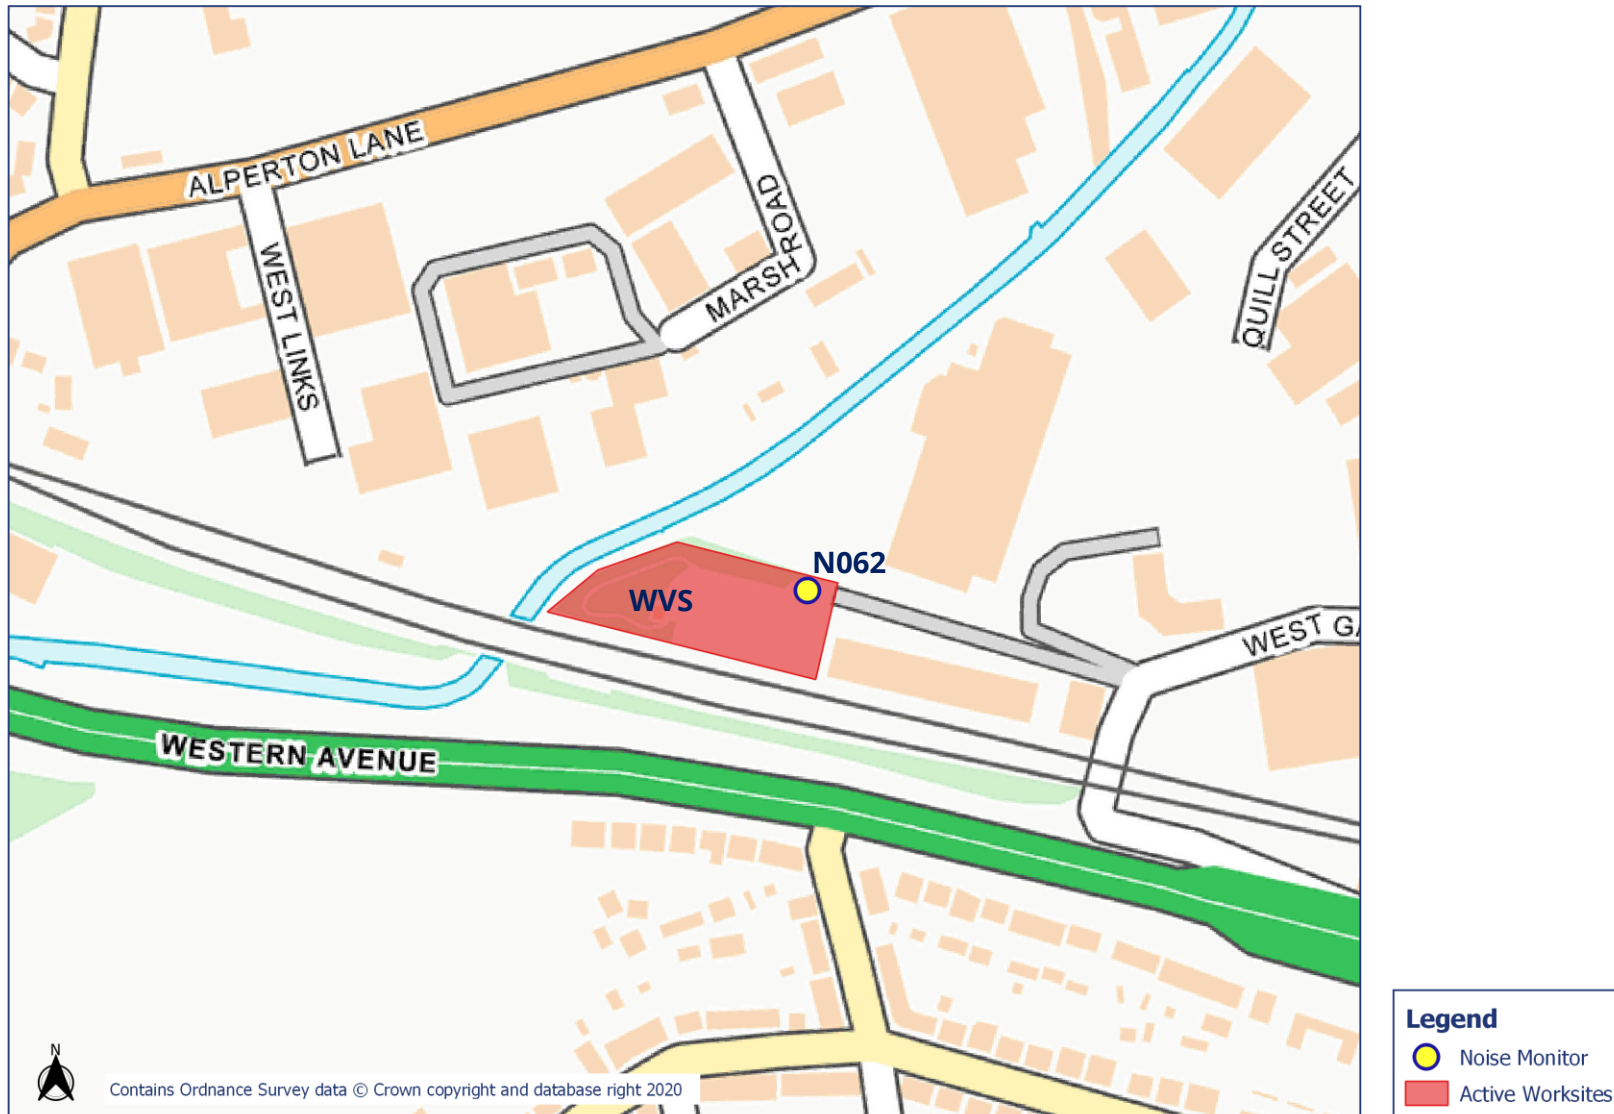 ALPERTON LANE
WEST LINKS
MARSH ROAD
QUILL STREET
N062
WVS
WEST GA
WESTERN AVENUE
N
Contains Ordnance Survey data © Crown copyright and database right 2020
Legend
Noise Monitor
Active Worksites